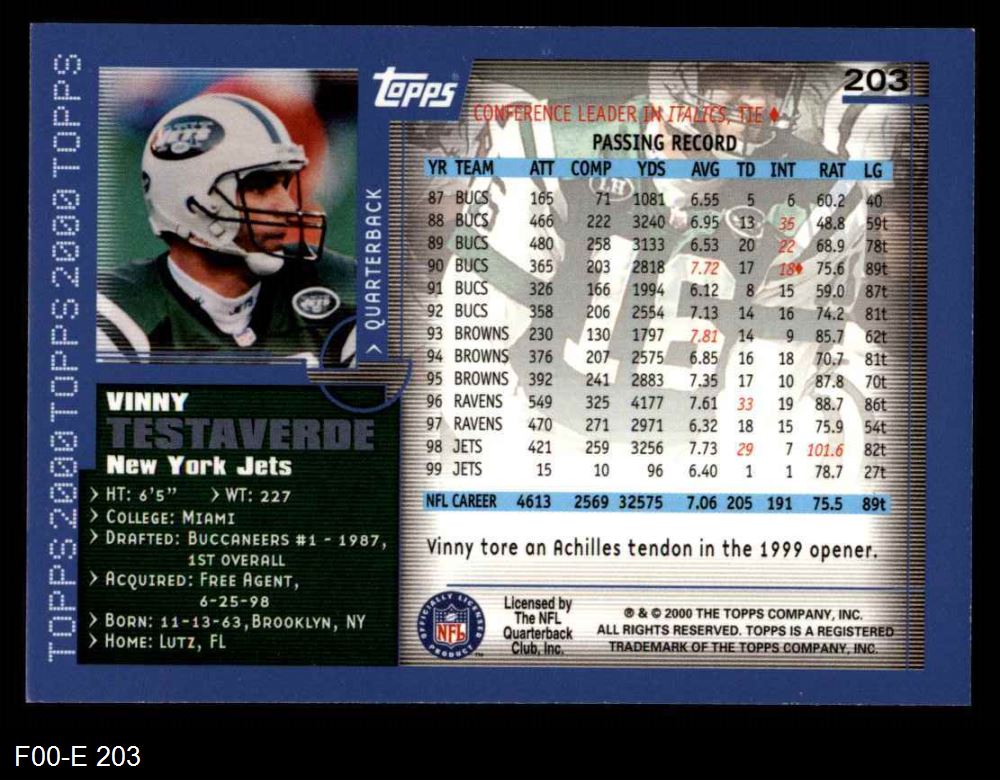 TOPPS2000TOPPS2000TOPPS
JETS
JETS
> QUARTERBACK
VINNY
TESTAVERDE
New York Jets
> HT: 6'5" > WT: 227
> COLLEGE: MIAMI
> DRAFTED: BUCCANEERS #1 - 1987,
1ST OVERALL
> ACQUIRED: FREE AGENT,
6-25-98
> BORN: 11-13-63, BROOKLYN, NY
> HOME: LUTZ, FL
Topps
203
CONFERENCE LEADER IN ITALICS, TIE ♦
PASSING RECORD
YR TEAM ATT COMP YDS AVG TD INT RAT LG
87 BUCS 165 71 1081 6.55 5 6 60.2 40
88 BUCS 466 222 3240 6.95 13 35 48.8 59t
89 BUCS 480 258 3133 6.53 20 22 68.9 78t
90 BUCS 365 203 2818 7.72 17 18♦ 75.6 89t
91 BUCS 326 166 1994 6.12 8 15 59.0 87t
92 BUCS 358 206 2554 7.13 14 16 74.2 81t
93 BROWNS 230 130 1797 7.81 14 9 85.7 62t
94 BROWNS 376 207 2575 6.85 16 18 70.7 81t
95 BROWNS 392 241 2883 7.35 17 10 87.8 70t
96 RAVENS 549 325 4177 7.61 33 19 88.7 86t
97 RAVENS 470 271 2971 6.32 18 15 75.9 54t
98 JETS 421 259 3256 7.73 29 7 101.6 82t
99 JETS 15 10 96 6.40 1 1 78.7 27t
NFL CAREER 4613 2569 32575 7.06 205 191 75.5 89t
16
Vinny tore an Achilles tendon in the 1999 opener.
OFFICIALLY LICENSED
NFL
PRODUCT
TM
Licensed by
The NFL
Quarterback
Club, Inc.
® & © 2000 THE TOPPS COMPANY, INC.
ALL RIGHTS RESERVED. TOPPS IS A REGISTERED
TRADEMARK OF THE TOPPS COMPANY, INC.
F00-E 203